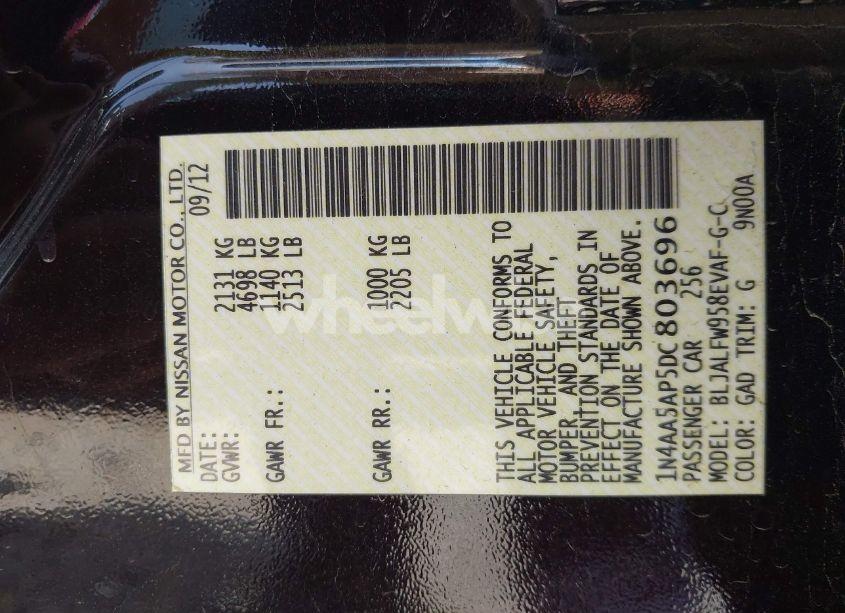 MFD BY NISSAN MOTOR CO., LTD.
DATE: 09/12
GVWR: 2131 KG
4698 LB
GAWR FR.: 1140 KG
2513 LB
GAWR RR.: 1000 KG
2205 LB
THIS VEHICLE CONFORMS TO
ALL APPLICABLE FEDERAL
MOTOR VEHICLE SAFETY,
BUMPER AND THEFT
PREVENTION STANDARDS IN
EFFECT ON THE DATE OF
MANUFACTURE SHOWN ABOVE.
1N4AA5AP5DC803696
PASSENGER CAR 256
MODEL: BLJALFW958EVAF-G-C
COLOR: GAD TRIM: G 9N00A